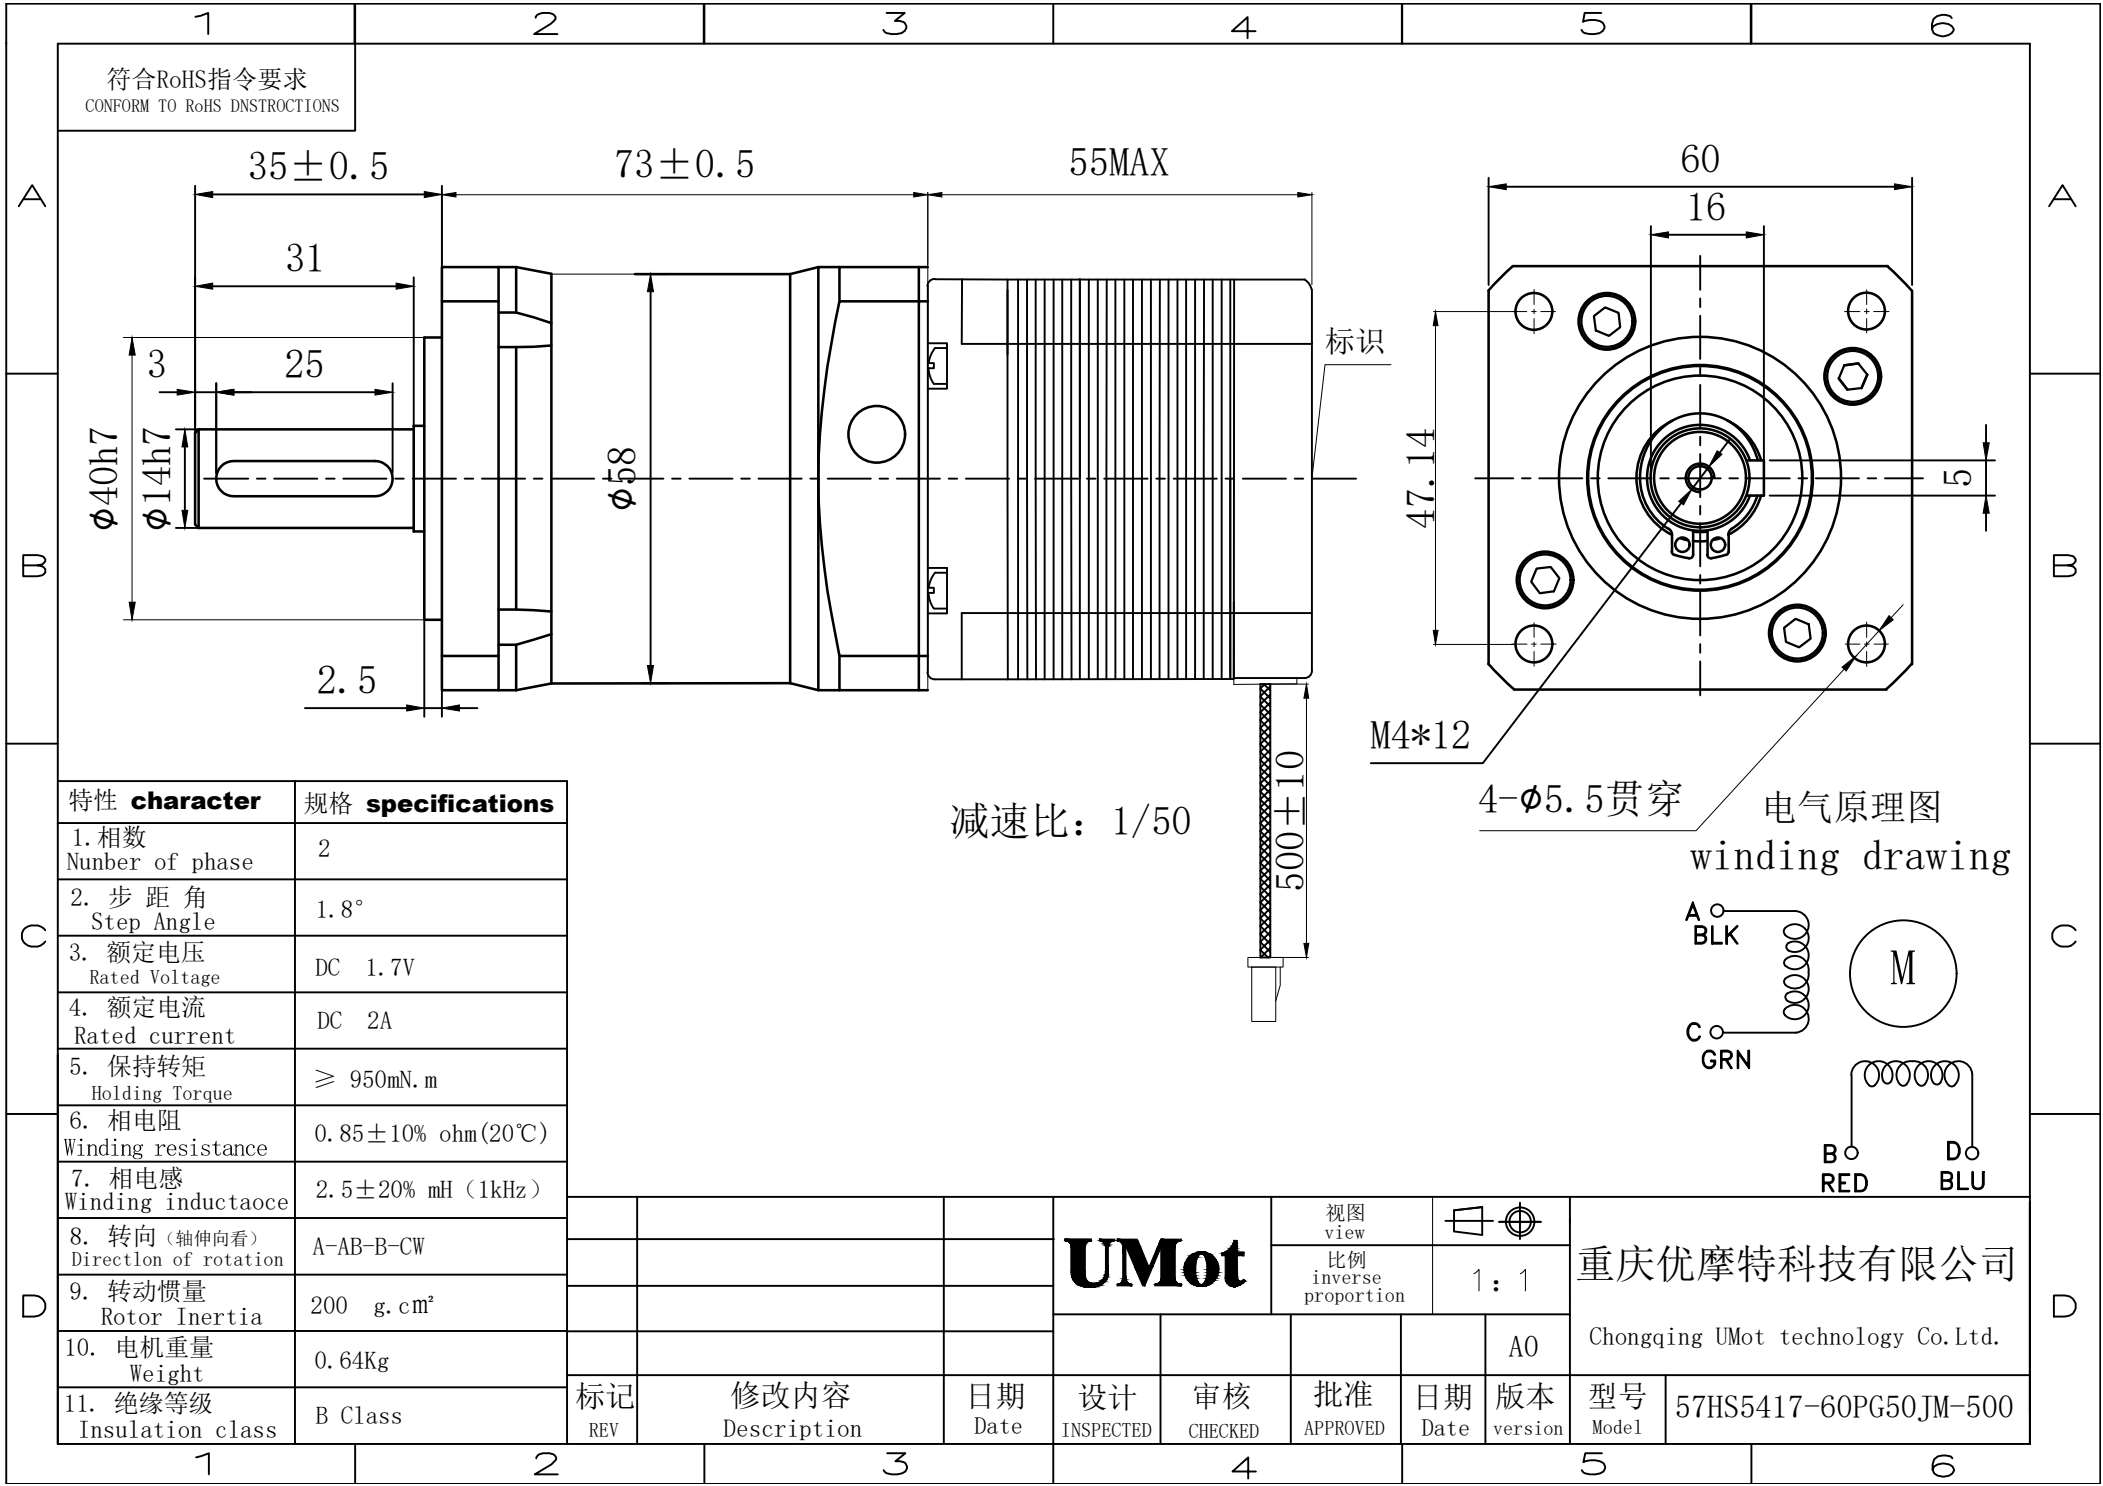 1 2 3 4 5 6
符合RoHS指令要求
CONFORM TO RoHS DNSTROCTIONS
35±0.5
73±0.5
55MAX
60
16
A
A
31
3
25
标识
ϕ40h7
ϕ14h7
ϕ58
47.14
5
B
B
2.5
M4*12
500±10
4-ϕ5.5贯穿
减速比：1/50
电气原理图
winding drawing
A
BLK
C
GRN
M
B
RED
D
BLU
C
C
特性 character
规格 specifications
1.相数
Nunber of phase
2
2. 步 距 角
Step Angle
1.8°
3. 额定电压
Rated Voltage
DC 1.7V
4. 额定电流
Rated current
DC 2A
5. 保持转矩
Holding Torque
≥ 950mN.m
6. 相电阻
Winding resistance
0.85±10% ohm(20℃)
7. 相电感
Winding inductaoce
2.5±20% mH（1kHz）
8. 转向（轴伸向看）
Directlon of rotation
A-AB-B-CW
9. 转动惯量
Rotor Inertia
200 g.cm²
10. 电机重量
Weight
0.64Kg
11. 绝缘等级
Insulation class
B Class
D
D
UMot
视图
view
比例
inverse
proportion
1：1
A0
重庆优摩特科技有限公司
Chongqing UMot technology Co.Ltd.
标记
REV
修改内容
Description
日期
Date
设计
INSPECTED
审核
CHECKED
批准
APPROVED
日期
Date
版本
version
型号
Model
57HS5417-60PG50JM-500
1 2 3 4 5 6